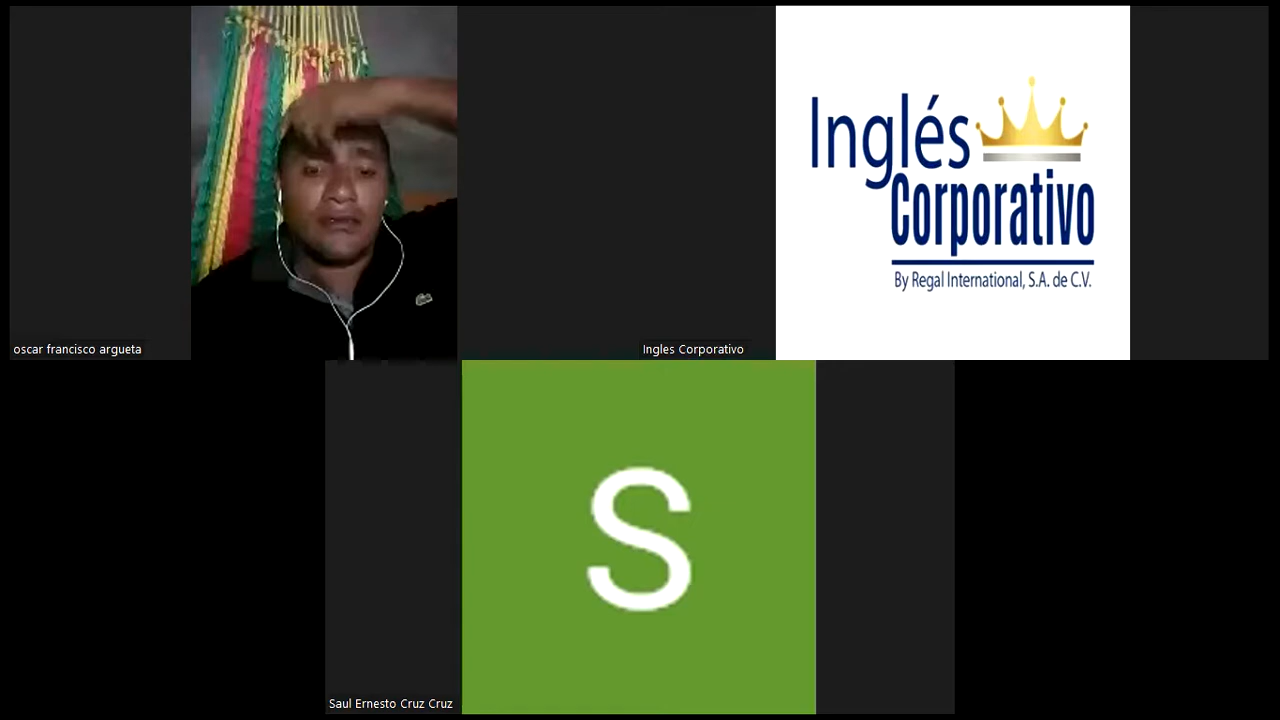 Inglés
Corporativo
By Regal International, S.A. de C.V.
oscar francisco argueta
Ingles Corporativo
S
Saul Ernesto Cruz Cruz